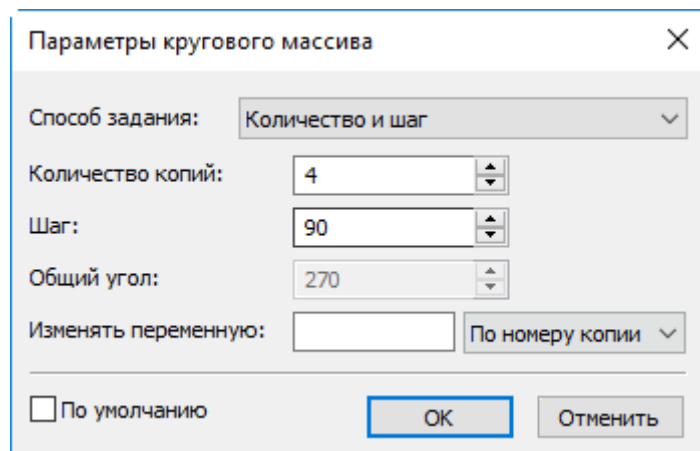 Параметры кругового массива
Способ задания: Количество и шаг
Количество копий: 4
Шаг: 90
Общий угол: 270
Изменять переменную: По номеру копии
По умолчанию ОК Отменить